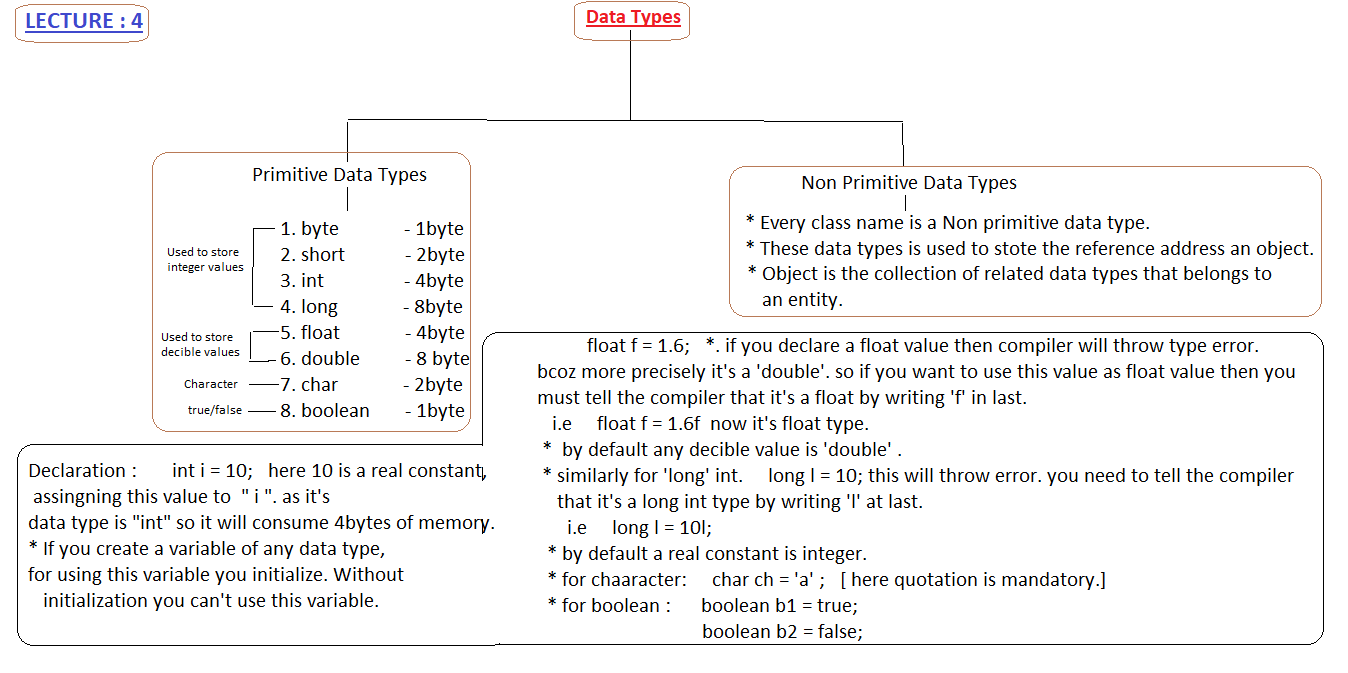 LECTURE : 4
Data Types
Primitive Data Types
1. byte - 1byte
2. short - 2byte
3. int - 4byte
4. long - 8byte
5. float - 4byte
6. double - 8 byte
7. char - 2byte
8. boolean - 1byte
Used to store
integer values
Used to store
decible values
Character
true/false
Non Primitive Data Types
* Every class name is a Non primitive data type.
* These data types is used to stote the reference address an object.
* Object is the collection of related data types that belongs to
an entity.
Declaration : int i = 10; here 10 is a real constant,
assingning this value to " i ". as it's
data type is "int" so it will consume 4bytes of memory.
* If you create a variable of any data type,
for using this variable you initialize. Without
initialization you can't use this variable.
float f = 1.6; *. if you declare a float value then compiler will throw type error.
bcoz more precisely it's a 'double'. so if you want to use this value as float value then you
must tell the compiler that it's a float by writing 'f' in last.
i.e float f = 1.6f now it's float type.
* by default any decible value is 'double' .
* similarly for 'long' int. long l = 10; this will throw error. you need to tell the compiler
that it's a long int type by writing 'l' at last.
i.e long l = 10l;
* by default a real constant is integer.
* for chaaracter: char ch = 'a' ; [ here quotation is mandatory.]
* for boolean : boolean b1 = true;
boolean b2 = false;